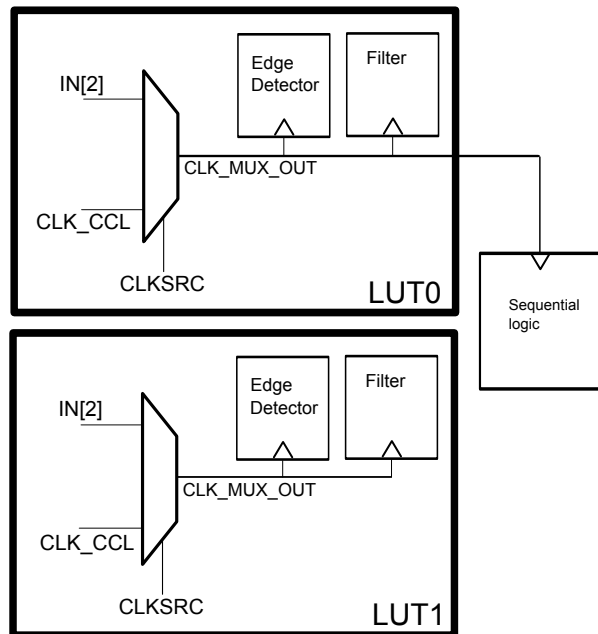 Edge
Detector
Filter
IN[2]
CLK_MUX_OUT
CLK_CCL
CLKSRC
LUT0
Sequential
logic
Edge
Detector
Filter
IN[2]
CLK_MUX_OUT
CLK_CCL
CLKSRC
LUT1